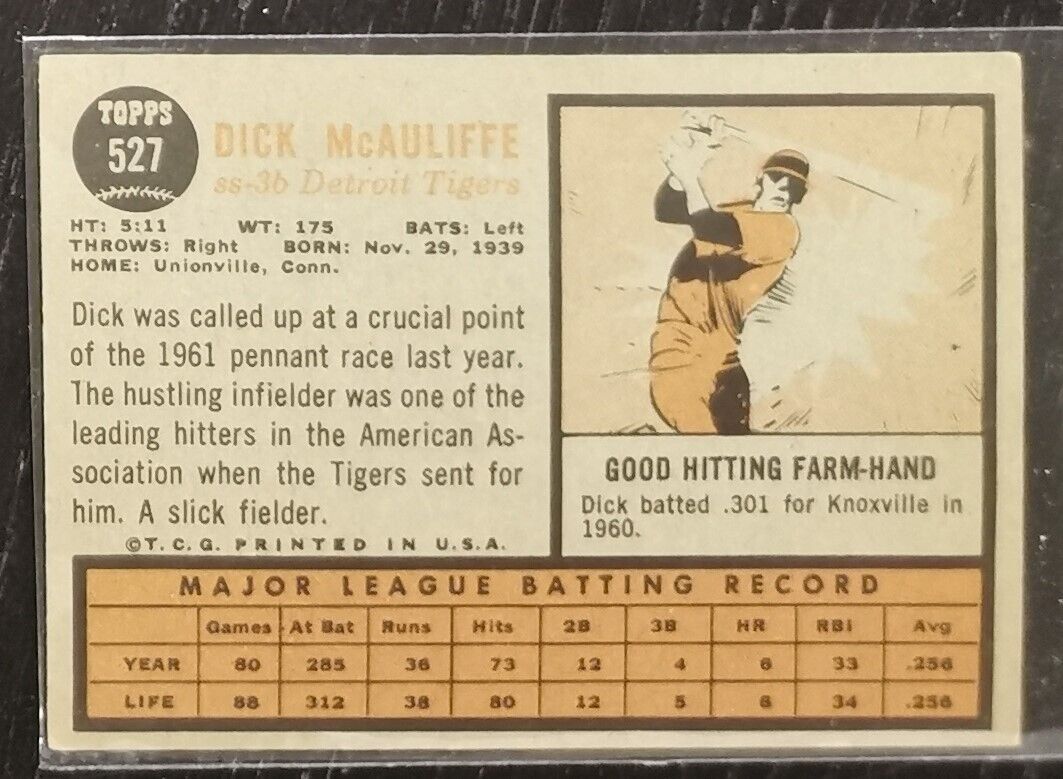 TOPPS
527
DICK McAULIFFE
ss-3b Detroit Tigers
HT: 5:11 WT: 175 BATS: Left
THROWS: Right BORN: Nov. 29, 1939
HOME: Unionville, Conn.
Dick was called up at a crucial point
of the 1961 pennant race last year.
The hustling infielder was one of the
leading hitters in the American As-
sociation when the Tigers sent for
him. A slick fielder.
©T. C. G. PRINTED IN U.S.A.
GOOD HITTING FARM-HAND
Dick batted .301 for Knoxville in
1960.
MAJOR LEAGUE BATTING RECORD
Games At Bat Runs Hits 2B 3B HR RBI Avg
YEAR 80 285 36 73 12 4 6 33 .256
LIFE 88 312 38 80 12 5 6 34 .256